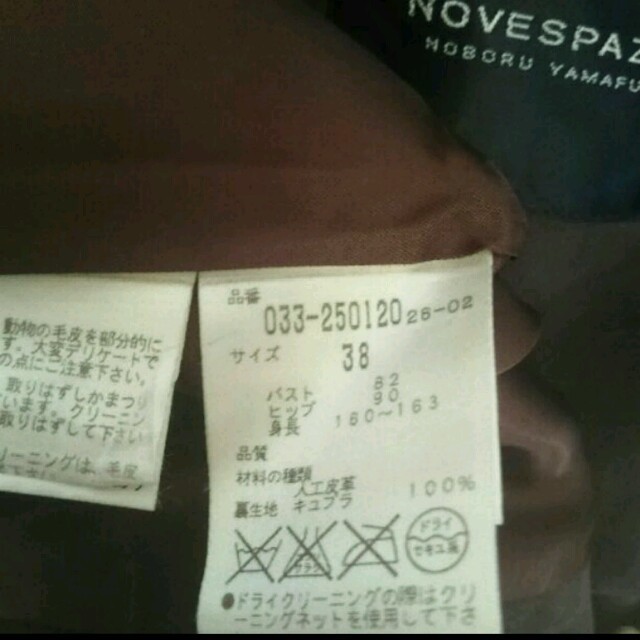 NOVESPAZ
NOBORU YAMAFU
動物の毛皮を部分的に
す。大変デリケートで
の点にご注意下さい。
取りはずしかまつ
います。クリーニン
取りはずして下さい
リーニングは、毛皮
品番
033-250120 26-02
サイズ 38
バスト 82
ヒップ 90
身長 160~163
品質
材料の種類
人工皮革 100%
裏生地 キュプラ
ドライ
セキユ系
●ドライクリーニングの際はクリ
ーニングネットを使用して下さ